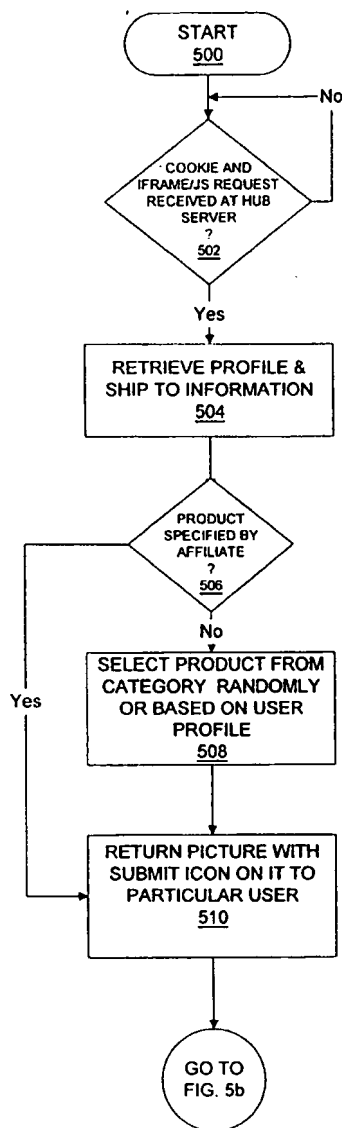 START
500
No
COOKIE AND
IFRAME/JS REQUEST
RECEIVED AT HUB
SERVER
?
502
Yes
RETRIEVE PROFILE &
SHIP TO INFORMATION
504
PRODUCT
SPECIFIED BY
AFFILIATE
?
506
No
Yes
SELECT PRODUCT FROM
CATEGORY RANDOMLY
OR BASED ON USER
PROFILE
508
RETURN PICTURE WITH
SUBMIT ICON ON IT TO
PARTICULAR USER
510
GO TO
FIG. 5b